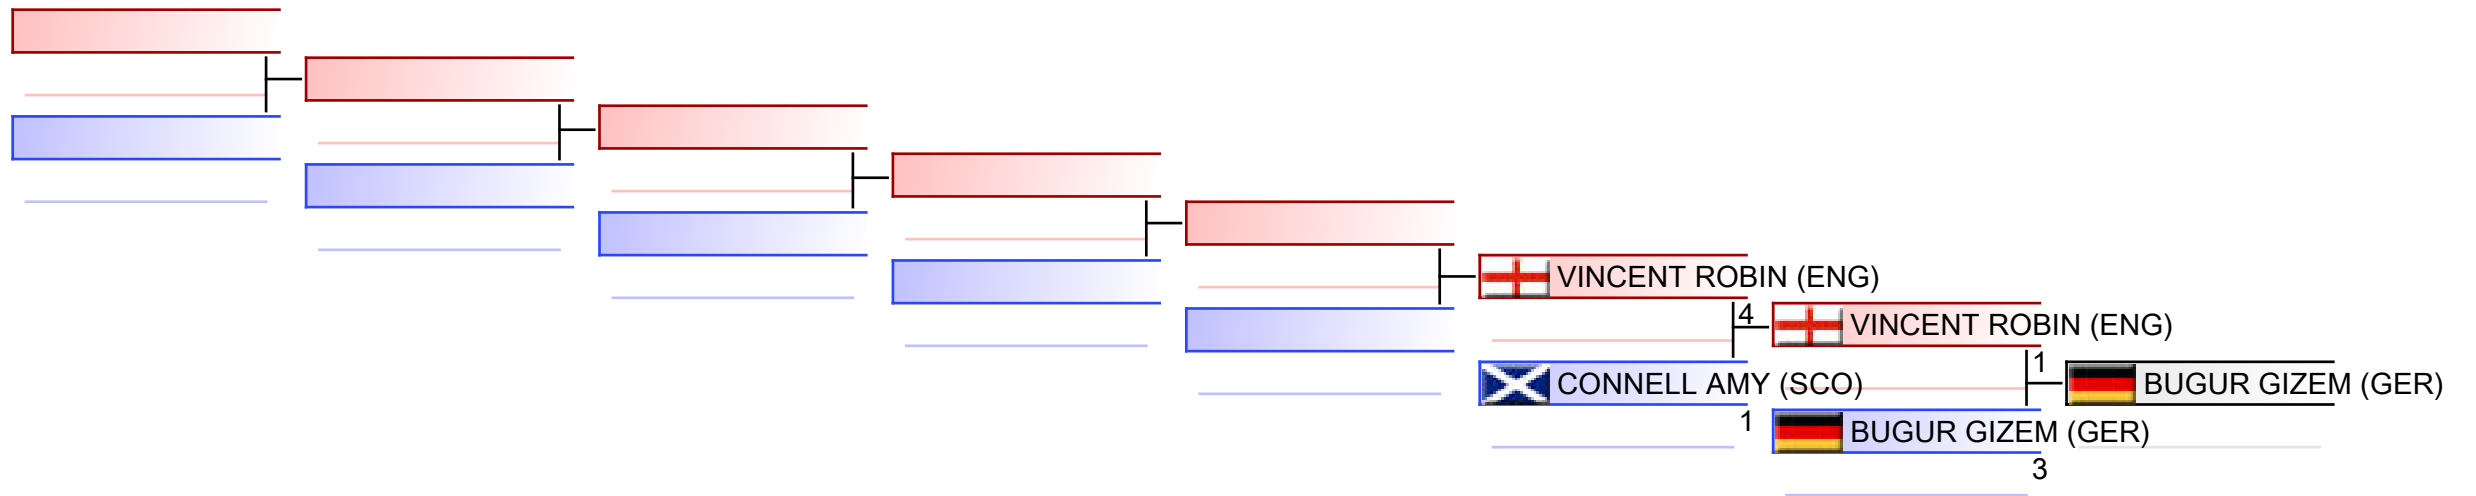 VINCENT ROBIN (ENG)
4
CONNELL AMY (SCO)
1
VINCENT ROBIN (ENG)
1
BUGUR GIZEM (GER)
3
BUGUR GIZEM (GER)